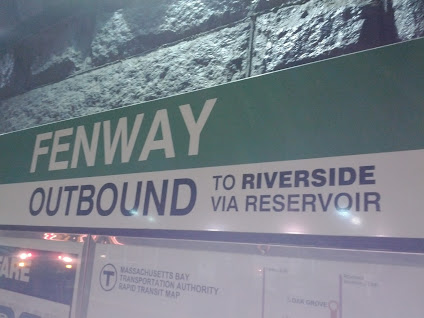 FENWAY
OUTBOUND TO RIVERSIDE
VIA RESERVOIR
FARE
T
MASSACHUSETTS BAY
TRANSPORTATION AUTHORITY
RAPID TRANSIT MAP